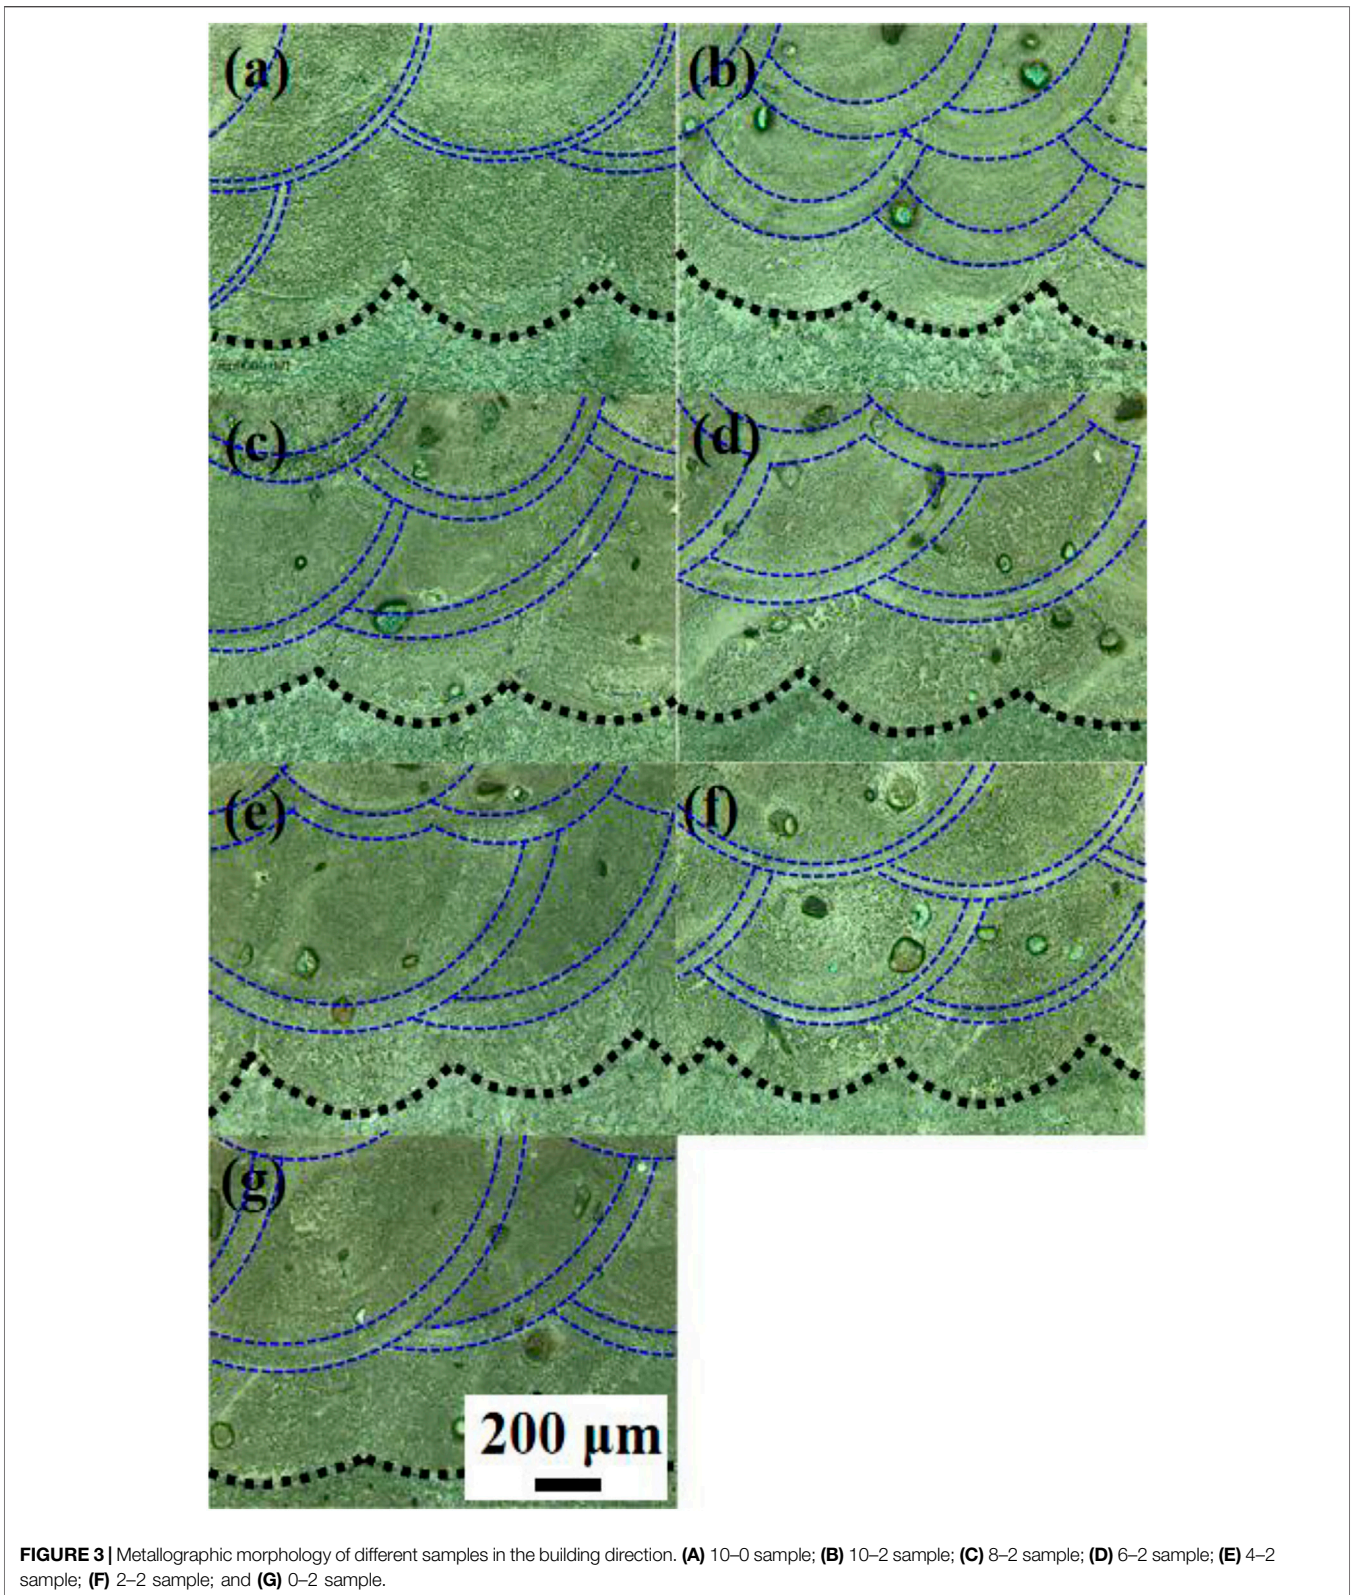 (a)
(b)
(c)
(d)
(e)
(f)
(g)
200 µm
FIGURE 3 | Metallographic morphology of different samples in the building direction. (A) 10–0 sample; (B) 10–2 sample; (C) 8–2 sample; (D) 6–2 sample; (E) 4–2
sample; (F) 2–2 sample; and (G) 0–2 sample.